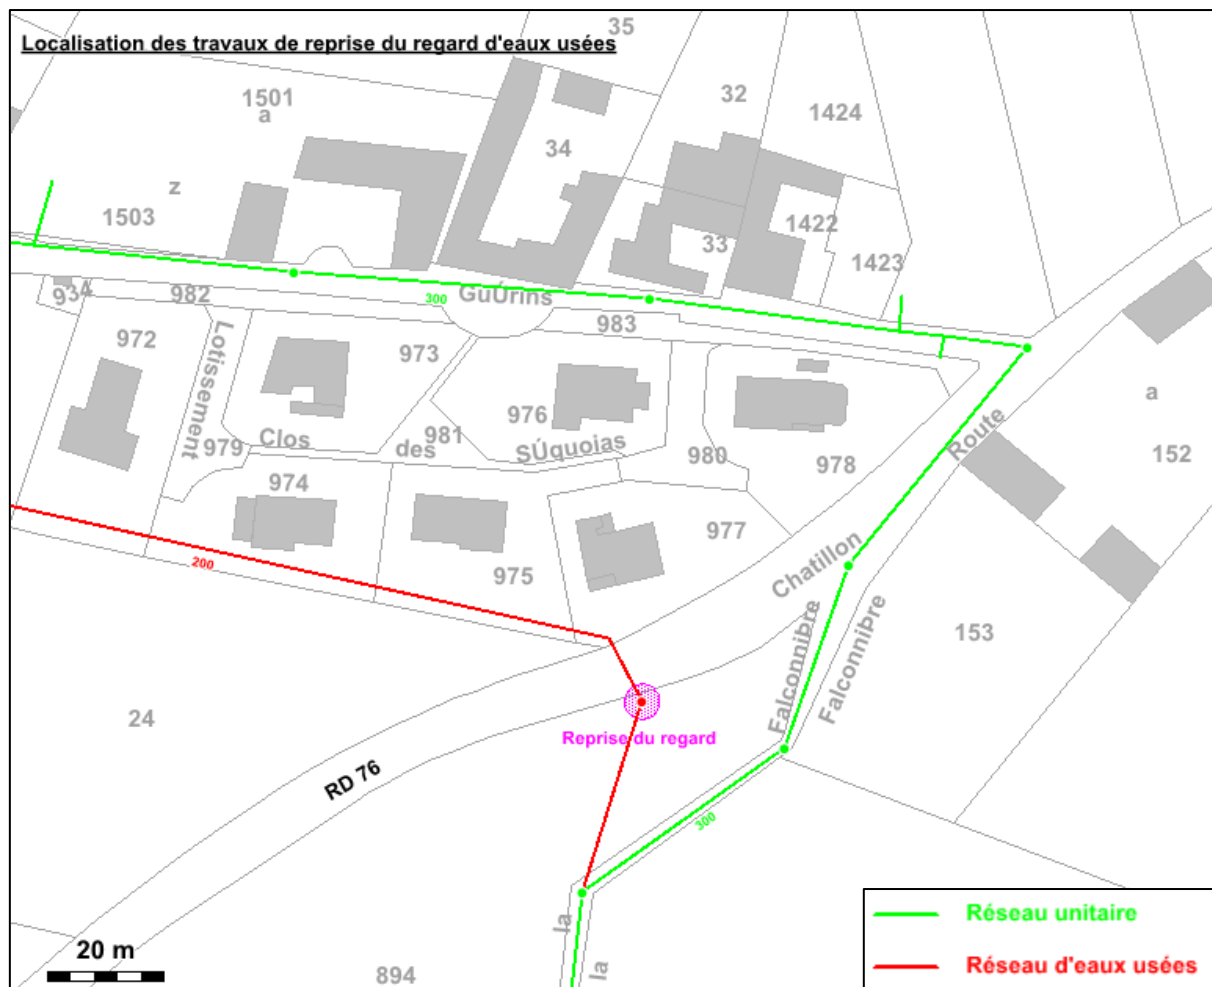 35
Localisation des travaux de reprise du regard d'eaux usées
1501
a
32
1424
34
z
1503
1422
33
1423
934
982
300
GuÚrins
983
972
Lotissement
973
a
976
Route
979
Clos
981
des
SÚquoias
980
978
152
974
977
200
975
Chatillon
FalconniÞre
FalconniÞre
153
24
Reprise du regard
RD 76
300
la
la
894
20 m
Réseau unitaire
Réseau d'eaux usées